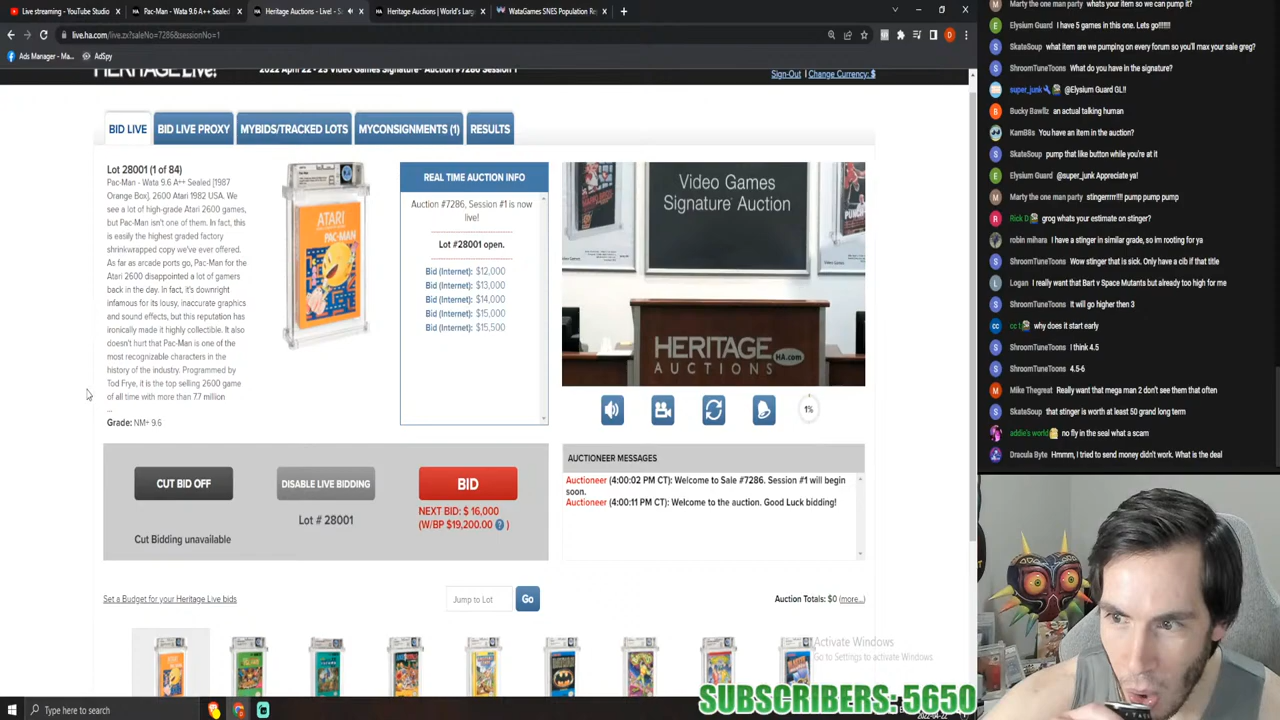 (5) Live streaming - YouTube Studio
Pac-Man - Wata 9.6 A++ Sealed
Heritage Auctions - Live!
Heritage Auctions | World's Larg
WataGames SNES Population Re
live.ha.com/live.zx?saleNo=7286&sessionNo=1
Ads Manager - Ma...
AdSpy
HERITAGE LIVE!
2022 April 22 - 23 Video Games Signature® Auction #7286 Session 1
Sign-Out | Change Currency: $
BID LIVE
BID LIVE PROXY
MYBIDS/TRACKED LOTS
MYCONSIGNMENTS (1)
RESULTS
Lot 28001 (1 of 84)
Pac-Man - Wata 9.6 A++ Sealed [1987
Orange Box], 2600 Atari 1982 USA. We
see a lot of high-grade Atari 2600 games,
but Pac-Man isn't one of them. In fact, this
is easily the highest graded factory
shrinkwrapped copy we've ever offered.
As far as arcade ports go, Pac-Man for the
Atari 2600 disappointed a lot of gamers
back in the day. In fact, it's downright
infamous for its lousy, inaccurate graphics
and sound effects, but this reputation has
ironically made it highly collectible. It also
doesn't hurt that Pac-Man is one of the
most recognizable characters in the
history of the industry. Programmed by
Tod Frye, it is the top selling 2600 game
of all time with more than 7.7 million
...
Grade: NM+ 9.6
ATARI
PAC-MAN
REAL TIME AUCTION INFO
Auction #7286, Session #1 is now
live!
Lot #28001 open.
Bid (Internet): $12,000
Bid (Internet): $13,000
Bid (Internet): $14,000
Bid (Internet): $15,000
Bid (Internet): $15,500
Video Games
Signature® Auction
HERITAGE
HA.com
AUCTIONS
1%
CUT BID OFF
DISABLE LIVE BIDDING
BID
Lot # 28001
NEXT BID: $ 16,000
(W/BP $19,200.00 ? )
Cut Bidding unavailable
AUCTIONEER MESSAGES
Auctioneer (4:00:02 PM CT): Welcome to Sale #7286. Session #1 will begin
soon.
Auctioneer (4:00:11 PM CT): Welcome to the auction. Good Luck bidding!
Set a Budget for your Heritage Live bids
Jump to Lot
Go
Auction Totals: $0 (more...)
Activate Windows
Go to Settings to activate Windows.
Type here to search
SUBSCRIBERS: 5650
Marty the one man party whats your item so we can pump it?
Elysium Guard I have 5 games in this one. Lets go!!!!!!!
SkateSoup what item are we pumping on every forum so you'll max your sale greg?
ShroomTuneToons What do you have in the signature?
super_junk @Elysium Guard GL!!
Bucky Bawllz an actual talking human
KamB8s You have an item in the auction?
SkateSoup pump that like button while you're at it
Elysium Guard @super_junk Appreciate ya!
Marty the one man party stingerrrrr!!! pump pump pump
Rick D grog whats your estimate on stinger?
robin mihara I have a stinger in similar grade, so im rooting for ya
ShroomTuneToons Wow stinger that is sick. Only have a cib if that title
Logan I really want that Bart v Space Mutants but already too high for me
ShroomTuneToons It will go higher then 3
cc t why does it start early
ShroomTuneToons I think 4.5
ShroomTuneToons 4.5-6
Mike Thegreat Really want that mega man 2 don't see them that often
SkateSoup that stinger is worth at least 50 grand long term
addie's world no fly in the seal what a scam
Dracula Byte Hmmm, I tried to send money didn't work. What is the deal